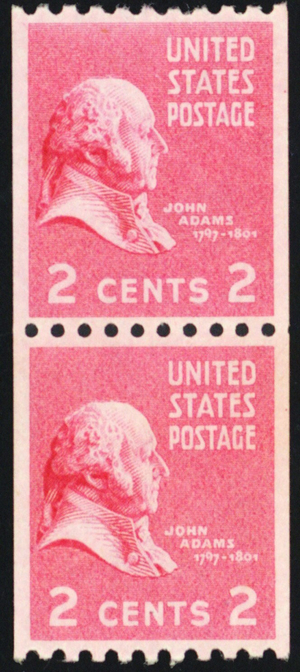 UNITED
STATES
POSTAGE
JOHN
ADAMS
1797-1801
2 CENTS 2
UNITED
STATES
POSTAGE
JOHN
ADAMS
1797-1801
2 CENTS 2